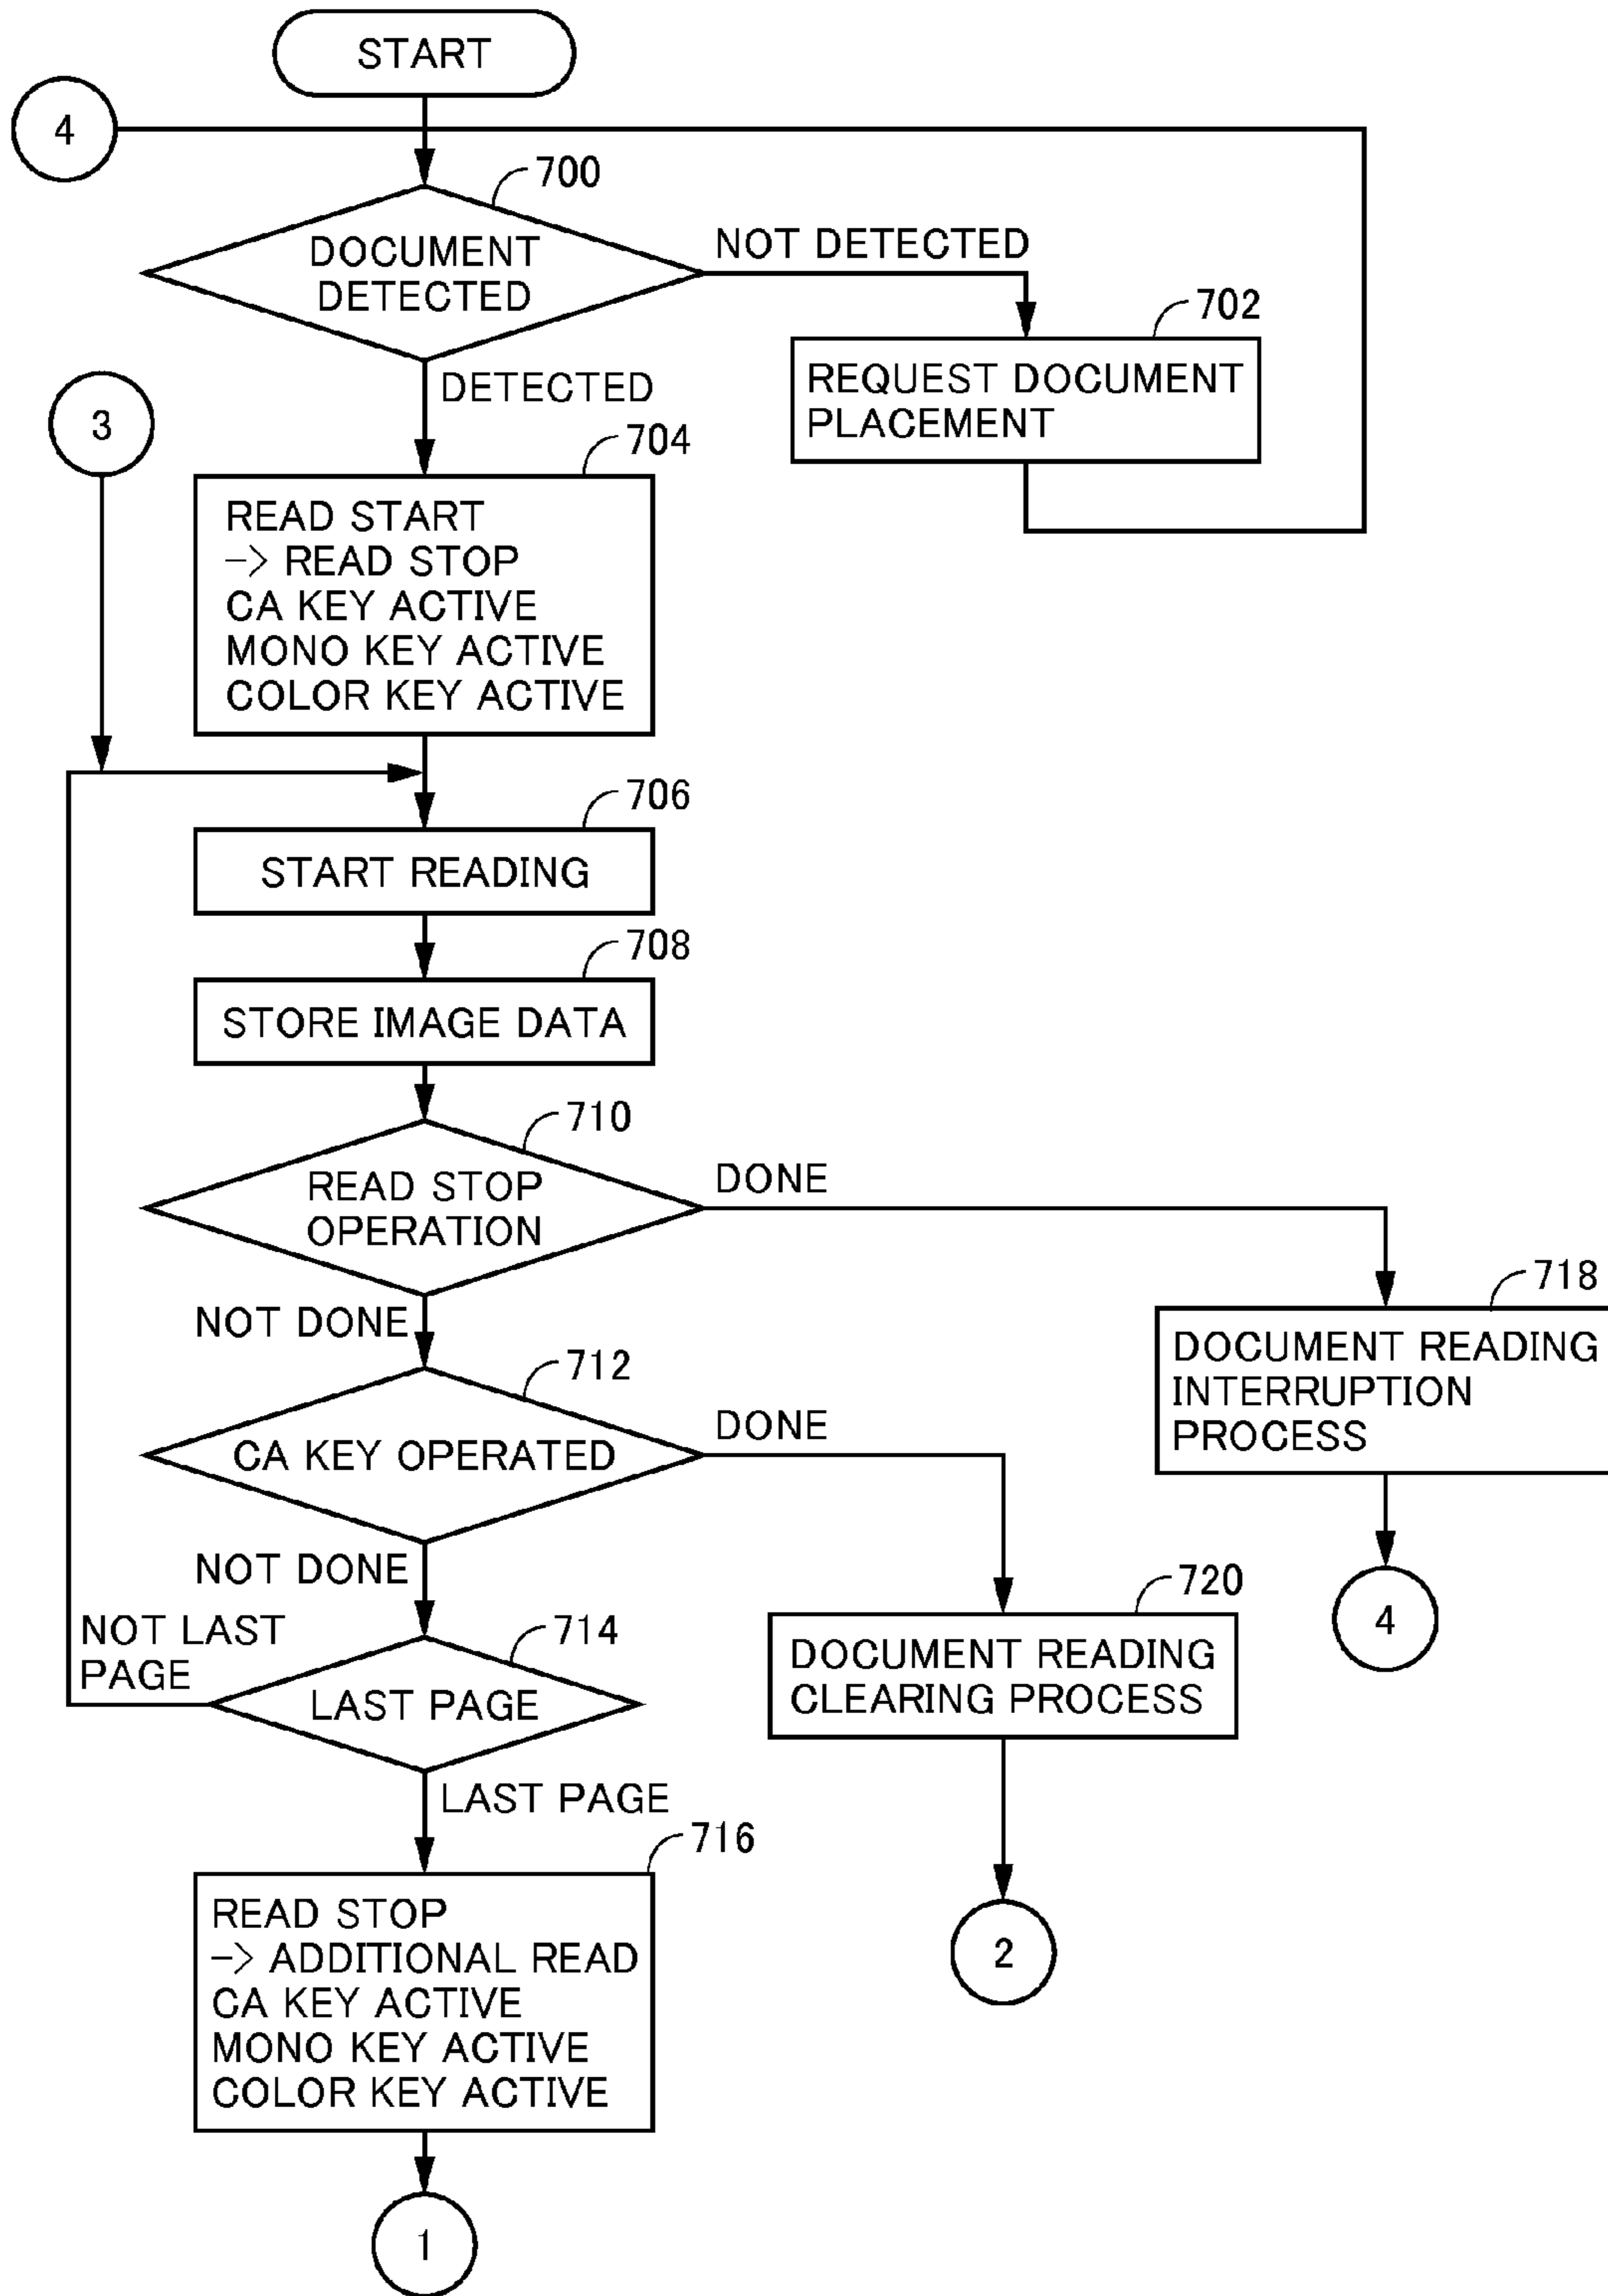 START
4
700
DOCUMENT
DETECTED
NOT DETECTED
702
REQUEST DOCUMENT
PLACEMENT
DETECTED
3
704
READ START
-> READ STOP
CA KEY ACTIVE
MONO KEY ACTIVE
COLOR KEY ACTIVE
706
START READING
708
STORE IMAGE DATA
710
READ STOP
OPERATION
DONE
718
DOCUMENT READING
INTERRUPTION
PROCESS
4
NOT DONE
712
CA KEY OPERATED
DONE
720
DOCUMENT READING
CLEARING PROCESS
2
NOT DONE
NOT LAST
PAGE
714
LAST PAGE
LAST PAGE
716
READ STOP
-> ADDITIONAL READ
CA KEY ACTIVE
MONO KEY ACTIVE
COLOR KEY ACTIVE
1